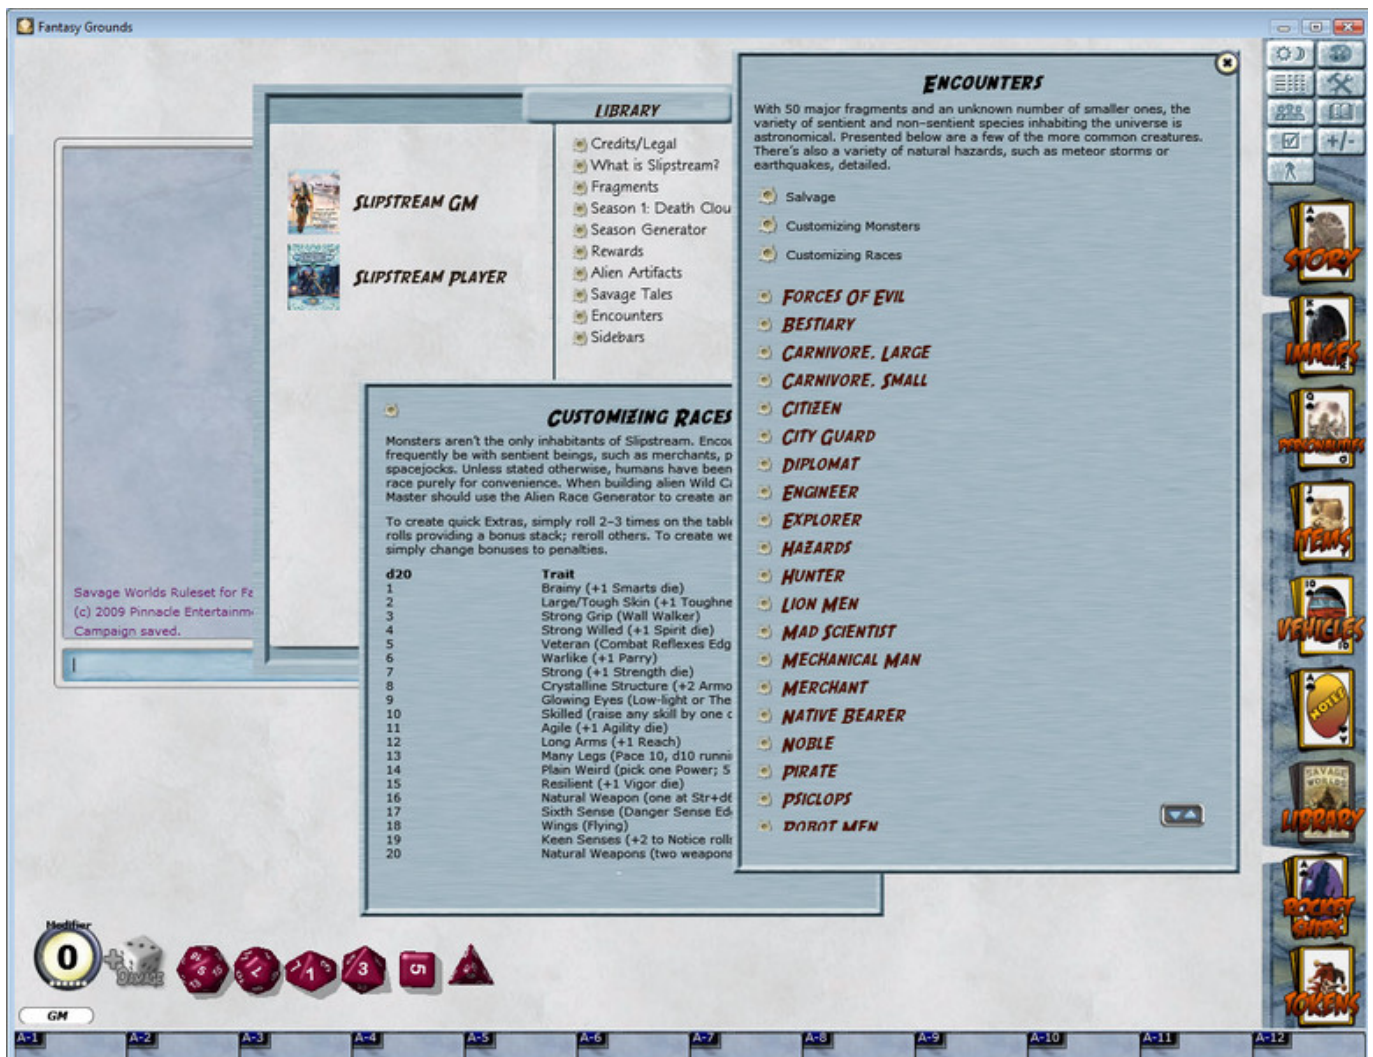 Fantasy Grounds
LIBRARY
SLIPSTREAM GM
SLIPSTREAM PLAYER
Credits/Legal
What is Slipstream?
Fragments
Season 1: Death Clou
Season Generator
Rewards
Alien Artifacts
Savage Tales
Encounters
Sidebars
ENCOUNTERS
With 50 major fragments and an unknown number of smaller ones, the
variety of sentient and non-sentient species inhabiting the universe is
astronomical. Presented below are a few of the more common creatures.
There's also a variety of natural hazards, such as meteor storms or
earthquakes, detailed.
Salvage
Customizing Monsters
Customizing Races
FORCES OF EVIL
BESTIARY
CARNIVORE, LARGE
CARNIVORE, SMALL
CITIZEN
CITY GUARD
DIPLOMAT
ENGINEER
EXPLORER
HAZARDS
HUNTER
LION MEN
MAD SCIENTIST
MECHANICAL MAN
MERCHANT
NATIVE BEARER
NOBLE
PIRATE
PSICLOPS
ROBOT MEN
CUSTOMIZING RACES
Monsters aren't the only inhabitants of Slipstream. Encou
frequently be with sentient beings, such as merchants, p
spacejocks. Unless stated otherwise, humans have been
race purely for convenience. When building alien Wild Ca
Master should use the Alien Race Generator to create an
To create quick Extras, simply roll 2-3 times on the table
rolls providing a bonus stack; reroll others. To create we
simply change bonuses to penalties.
d20 Trait
1 Brainy (+1 Smarts die)
2 Large/Tough Skin (+1 Toughne
3 Strong Grip (Wall Walker)
4 Strong Willed (+1 Spirit die)
5 Veteran (Combat Reflexes Edg
6 Warlike (+1 Parry)
7 Strong (+1 Strength die)
8 Crystalline Structure (+2 Armo
9 Glowing Eyes (Low-light or The
10 Skilled (raise any skill by one d
11 Agile (+1 Agility die)
12 Long Arms (+1 Reach)
13 Many Legs (Pace 10, d10 runni
14 Plain Weird (pick one Power; 5
15 Resilient (+1 Vigor die)
16 Natural Weapon (one at Str+d6
17 Sixth Sense (Danger Sense Ed
18 Wings (Flying)
19 Keen Senses (+2 to Notice roll
20 Natural Weapons (two weapons
Savage Worlds Ruleset for Fa
(c) 2009 Pinnacle Entertainm
Campaign saved.
+/-
STORY
IMAGES
PERSONALITIES
ITEMS
VEHICLES
NOTES
SAVAGE WORLDS
LIBRARY
ROCKET SHIPS
TOKENS
Modifier
0
GM
A-1 A-2 A-3 A-4 A-5 A-6 A-7 A-8 A-9 A-10 A-11 A-12